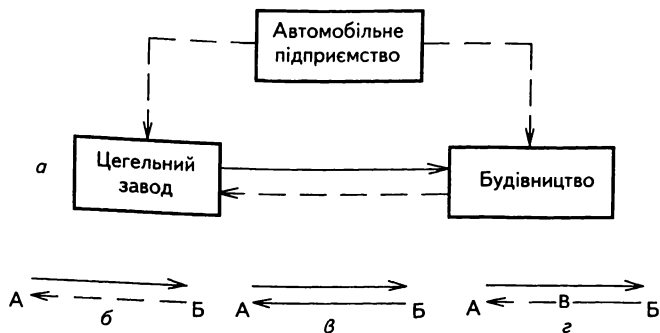 Автомобільне
підприємство
а
Цегельний
завод
Будівництво
А Б А Б А В Б
б в г